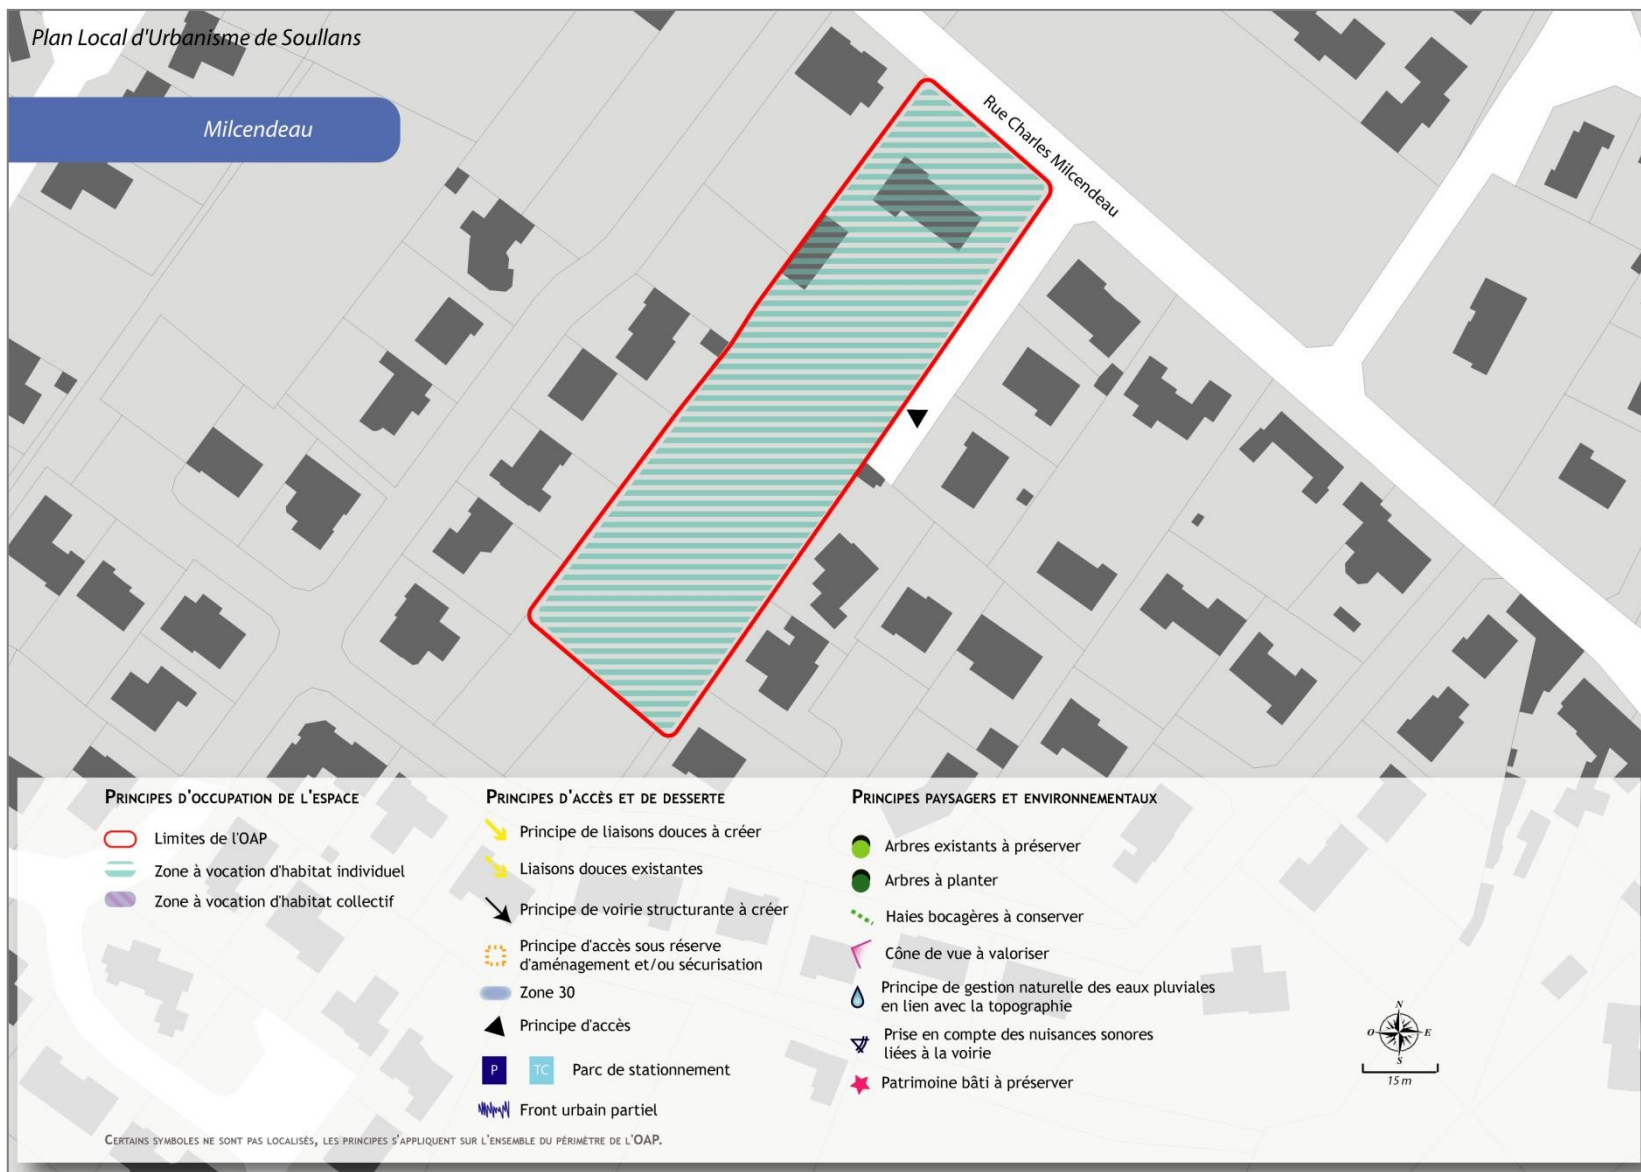 Plan Local d'Urbanisme de Soullans
Milcendeau
Rue Charles Milcendeau
PRINCIPES D'OCCUPATION DE L'ESPACE
Limites de l'OAP
Zone à vocation d'habitat individuel
Zone à vocation d'habitat collectif
PRINCIPES D'ACCÈS ET DE DESSERTE
Principe de liaisons douces à créer
Liaisons douces existantes
Principe de voirie structurante à créer
Principe d'accès sous réserve
d'aménagement et/ou sécurisation
Zone 30
Principe d'accès
P TC Parc de stationnement
Front urbain partiel
PRINCIPES PAYSAGERS ET ENVIRONNEMENTAUX
Arbres existants à préserver
Arbres à planter
Haies bocagères à conserver
Cône de vue à valoriser
Principe de gestion naturelle des eaux pluviales
en lien avec la topographie
Prise en compte des nuisances sonores
liées à la voirie
Patrimoine bâti à préserver
N
O E
S
15 m
CERTAINS SYMBOLES NE SONT PAS LOCALISÉS, LES PRINCIPES S'APPLIQUENT SUR L'ENSEMBLE DU PÉRIMÈTRE DE L'OAP.